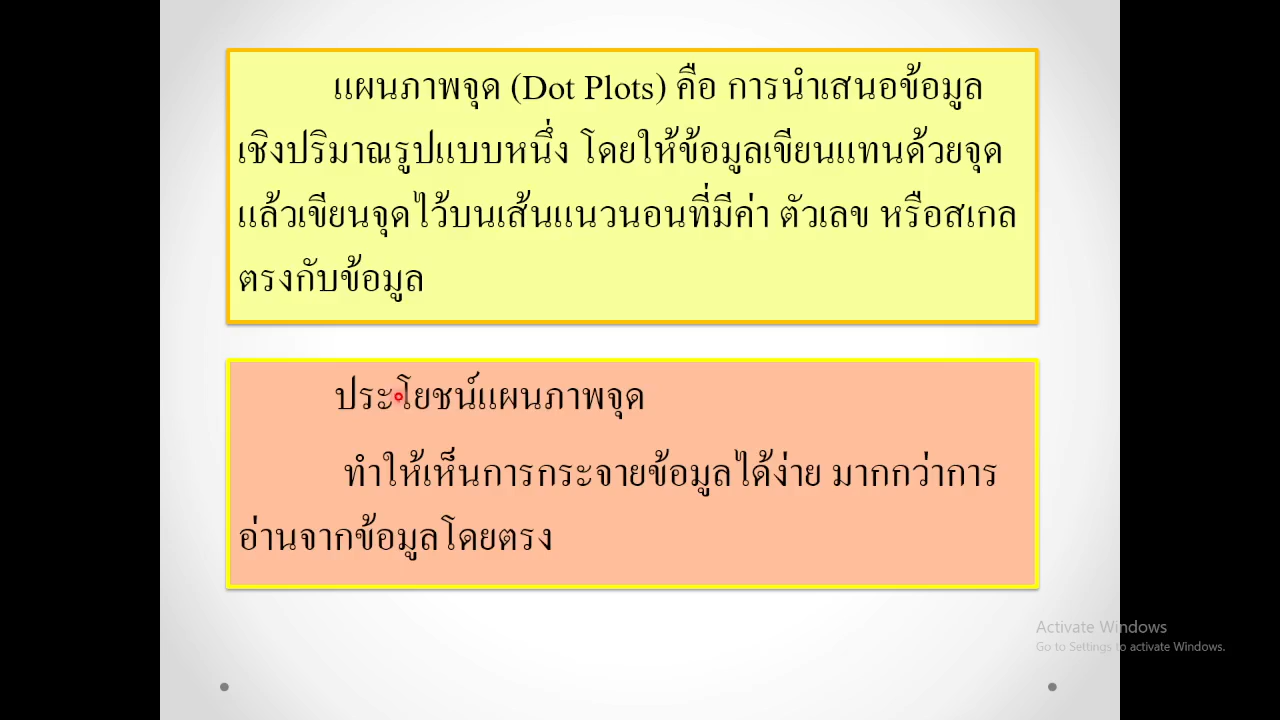 แผนภาพจุด (Dot Plots) คือ การนำเสนอข้อมูล
เชิงปริมาณรูปแบบหนึ่ง โดยให้ข้อมูลเขียนแทนด้วยจุด
แล้วเขียนจุดไว้บนเส้นแนวนอนที่มีค่า ตัวเลข หรือสเกล
ตรงกับข้อมูล
ประโยชน์แผนภาพจุด
ทำให้เห็นการกระจายข้อมูลได้ง่าย มากกว่าการ
อ่านจากข้อมูลโดยตรง
Activate Windows
Go to Settings to activate Windows.